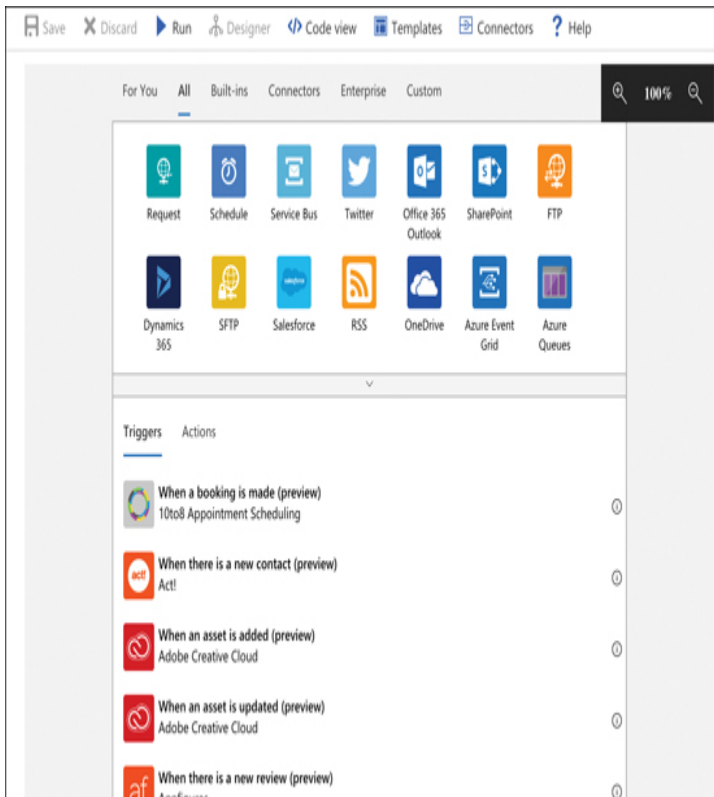 Save Discard Run Designer Code view Templates Connectors ? Help
For You All Built-ins Connectors Enterprise Custom
100%
Request Schedule Service Bus Twitter Office 365 SharePoint FTP
Outlook
Dynamics SFTP Salesforce RSS OneDrive Azure Event Azure
365 Grid Queues
Triggers Actions
When a booking is made (preview)
10to8 Appointment Scheduling
When there is a new contact (preview)
act!
Act!
When an asset is added (preview)
Adobe Creative Cloud
When an asset is updated (preview)
Adobe Creative Cloud
When there is a new review (preview)
af